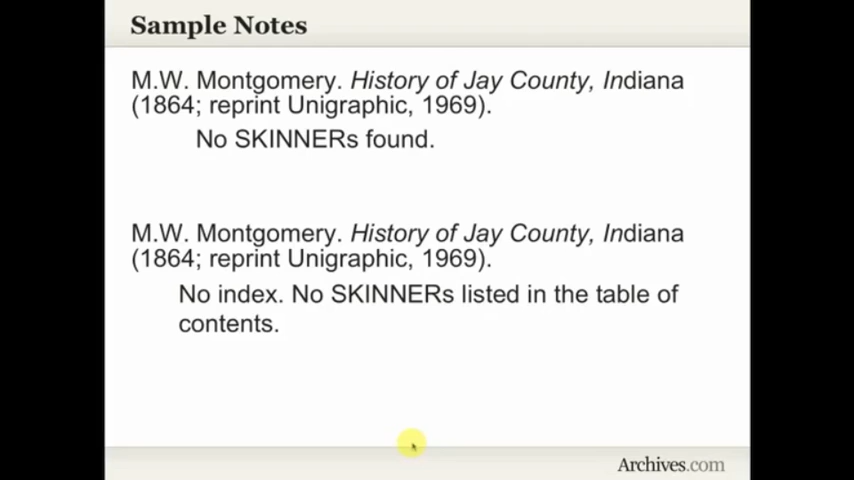 Sample Notes
M.W. Montgomery. History of Jay County, Indiana
(1864; reprint Unigraphic, 1969).
No SKINNERs found.
M.W. Montgomery. History of Jay County, Indiana
(1864; reprint Unigraphic, 1969).
No index. No SKINNERs listed in the table of
contents.
Archives.com